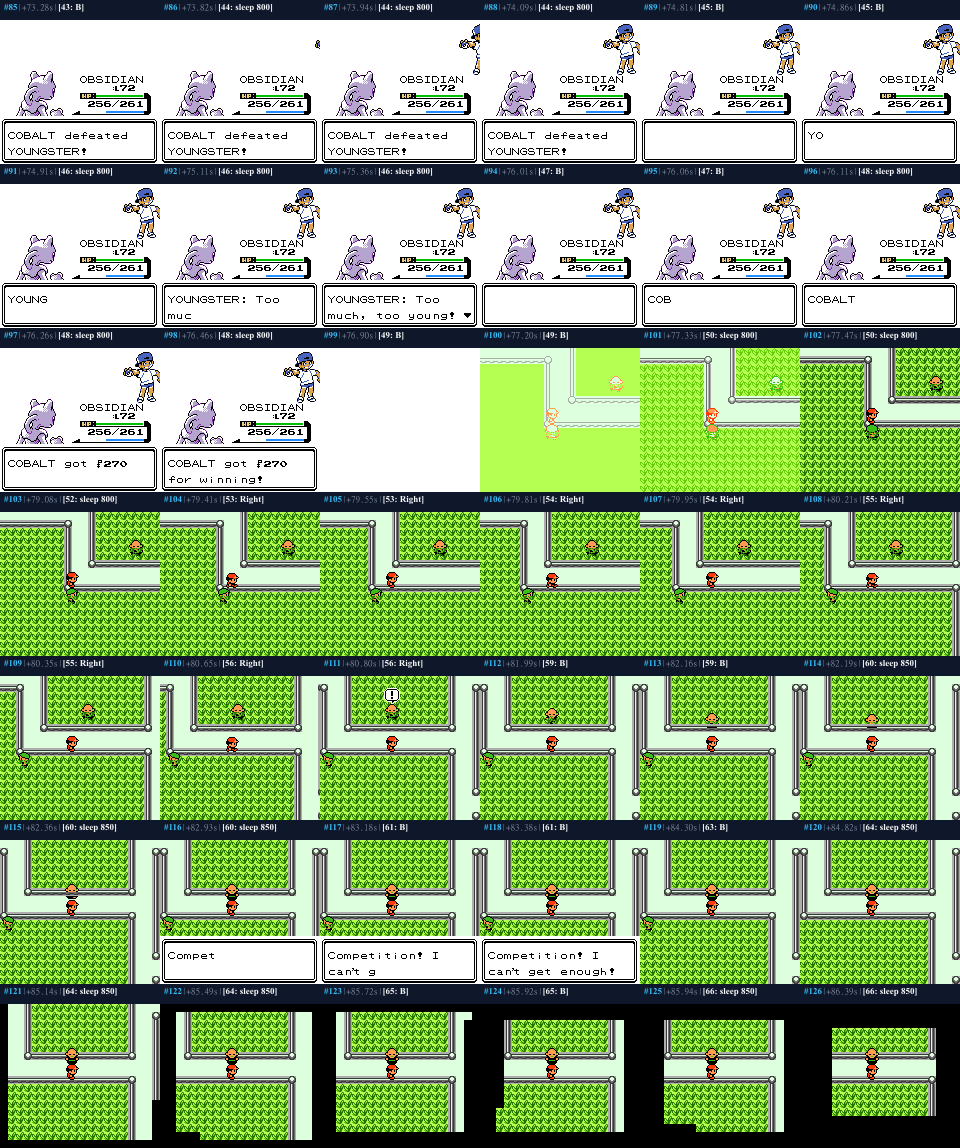 #85|+73.28s|[43: B]
#86|+73.82s|[44: sleep 800]
#87|+73.94s|[44: sleep 800]
#88|+74.09s|[44: sleep 800]
#89|+74.81s|[45: B]
#90|+74.86s|[45: B]
OBSIDIAN
:L72
HP:
256/261
COBALT defeated
YOUNGSTER!
OBSIDIAN
:L72
HP:
256/261
COBALT defeated
YOUNGSTER!
OBSIDIAN
:L72
HP:
256/261
COBALT defeated
YOUNGSTER!
OBSIDIAN
:L72
HP:
256/261
COBALT defeated
YOUNGSTER!
OBSIDIAN
:L72
HP:
256/261
OBSIDIAN
:L72
HP:
256/261
YO
#91|+74.91s|[46: sleep 800]
#92|+75.11s|[46: sleep 800]
#93|+75.36s|[46: sleep 800]
#94|+76.01s|[47: B]
#95|+76.06s|[47: B]
#96|+76.11s|[48: sleep 800]
OBSIDIAN
:L72
HP:
256/261
YOUNG
OBSIDIAN
:L72
HP:
256/261
YOUNGSTER: Too
muc
OBSIDIAN
:L72
HP:
256/261
YOUNGSTER: Too
much, too young! ▼
OBSIDIAN
:L72
HP:
256/261
OBSIDIAN
:L72
HP:
256/261
COB
OBSIDIAN
:L72
HP:
256/261
COBALT
#97|+76.26s|[48: sleep 800]
#98|+76.46s|[48: sleep 800]
#99|+76.90s|[49: B]
#100|+77.20s|[49: B]
#101|+77.33s|[50: sleep 800]
#102|+77.47s|[50: sleep 800]
OBSIDIAN
:L72
HP:
256/261
COBALT got ₽270
OBSIDIAN
:L72
HP:
256/261
COBALT got ₽270
for winning!
#103|+79.08s|[52: sleep 800]
#104|+79.41s|[53: Right]
#105|+79.55s|[53: Right]
#106|+79.81s|[54: Right]
#107|+79.95s|[54: Right]
#108|+80.21s|[55: Right]
#109|+80.35s|[55: Right]
#110|+80.65s|[56: Right]
#111|+80.80s|[56: Right]
#112|+81.99s|[59: B]
#113|+82.16s|[59: B]
#114|+82.19s|[60: sleep 850]
!
#115|+82.36s|[60: sleep 850]
#116|+82.93s|[60: sleep 850]
#117|+83.18s|[61: B]
#118|+83.38s|[61: B]
#119|+84.30s|[63: B]
#120|+84.82s|[64: sleep 850]
Compet
Competition! I
can't g
Competition! I
can't get enough!
#121|+85.14s|[64: sleep 850]
#122|+85.49s|[64: sleep 850]
#123|+85.72s|[65: B]
#124|+85.92s|[65: B]
#125|+85.94s|[66: sleep 850]
#126|+86.39s|[66: sleep 850]